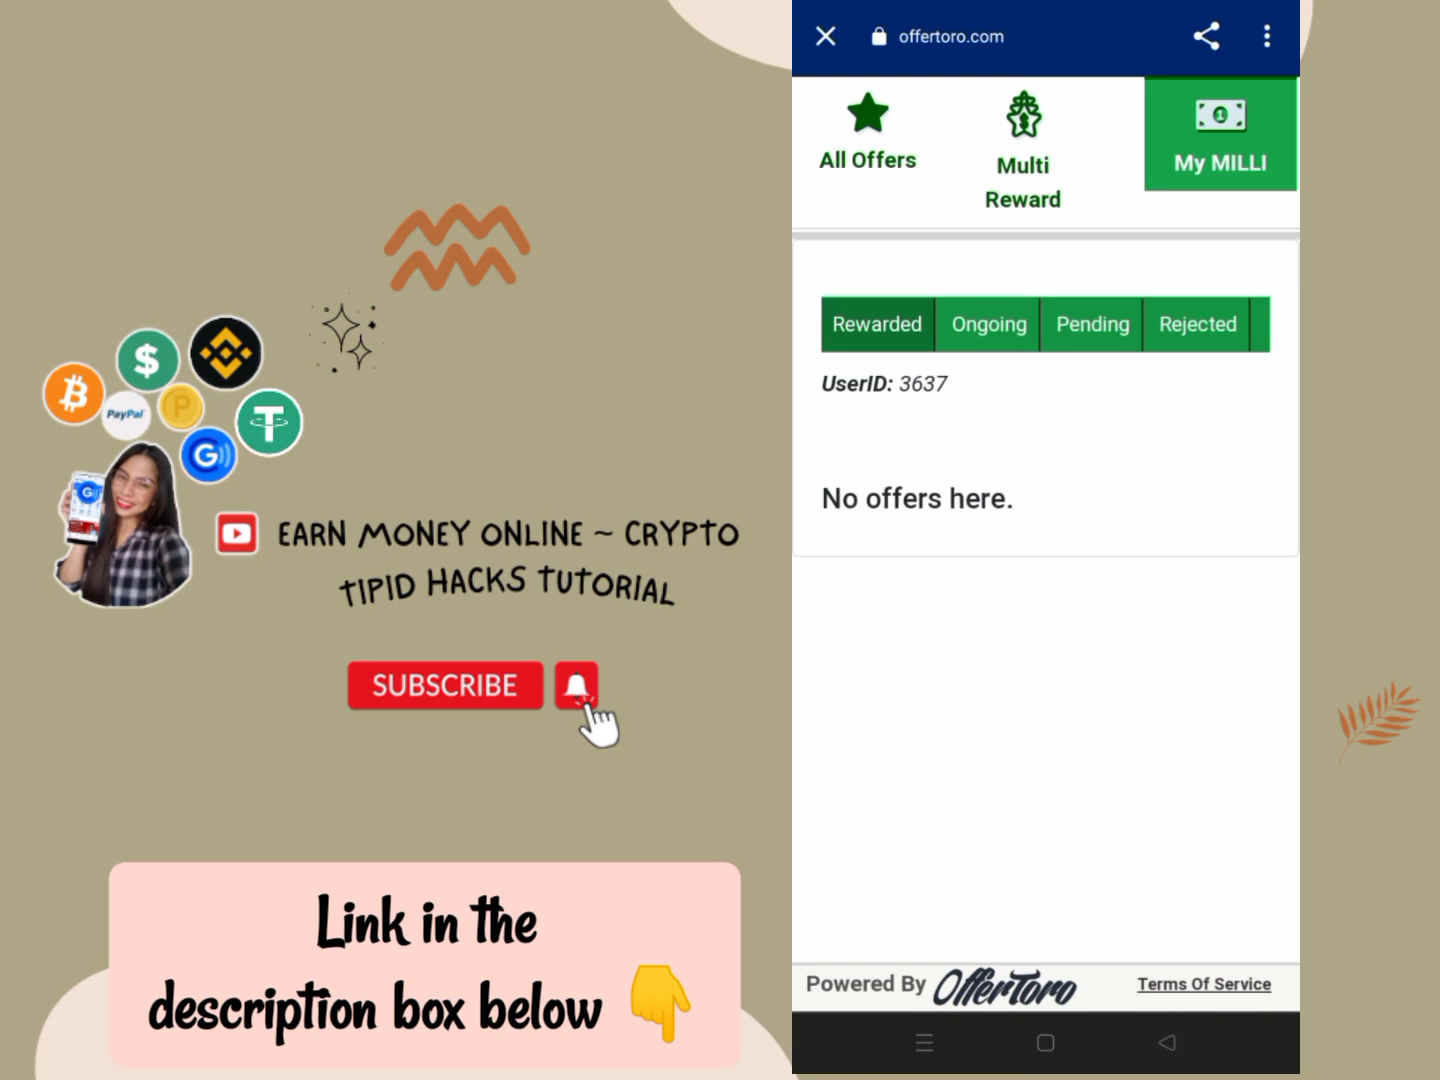 PayPal
EARN MONEY ONLINE ~ CRYPTO
TIPID HACKS TUTORIAL
SUBSCRIBE
Link in the
description box below
offertoro.com
All Offers
Multi
Reward
My MILLI
Rewarded
Ongoing
Pending
Rejected
UserID: 3637
No offers here.
Powered By OfferToro
Terms Of Service